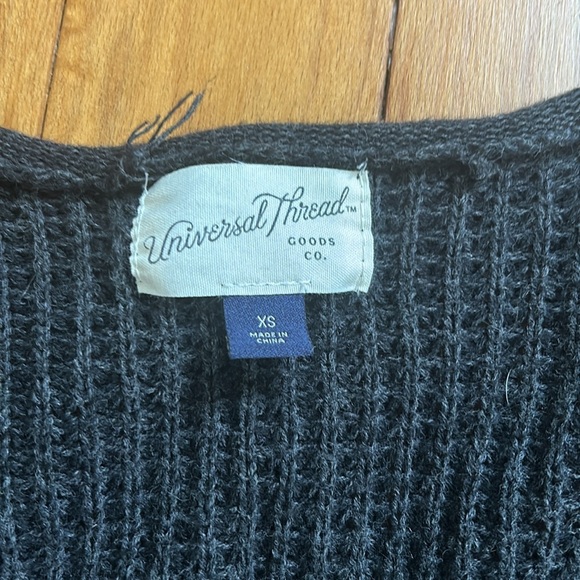 Universal Thread™
GOODS
CO.
XS
MADE IN
CHINA